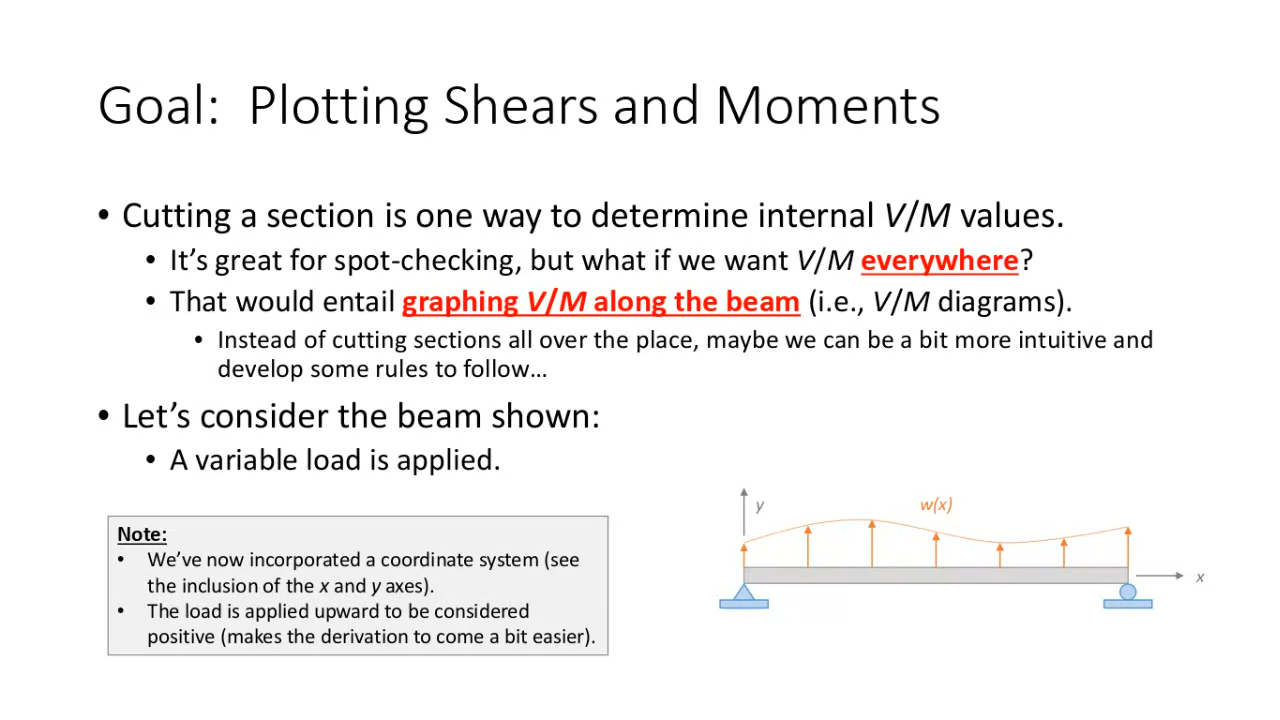 Goal:  Plotting Shears and Moments
• Cutting a section is one way to determine internal V/M values.
• It’s great for spot-checking, but what if we want V/M everywhere?
• That would entail graphing V/M along the beam (i.e., V/M diagrams).
• Instead of cutting sections all over the place, maybe we can be a bit more intuitive and
develop some rules to follow…
• Let’s consider the beam shown:
• A variable load is applied.
Note:
• We’ve now incorporated a coordinate system (see
the inclusion of the x and y axes).
• The load is applied upward to be considered
positive (makes the derivation to come a bit easier).
y
w(x)
x